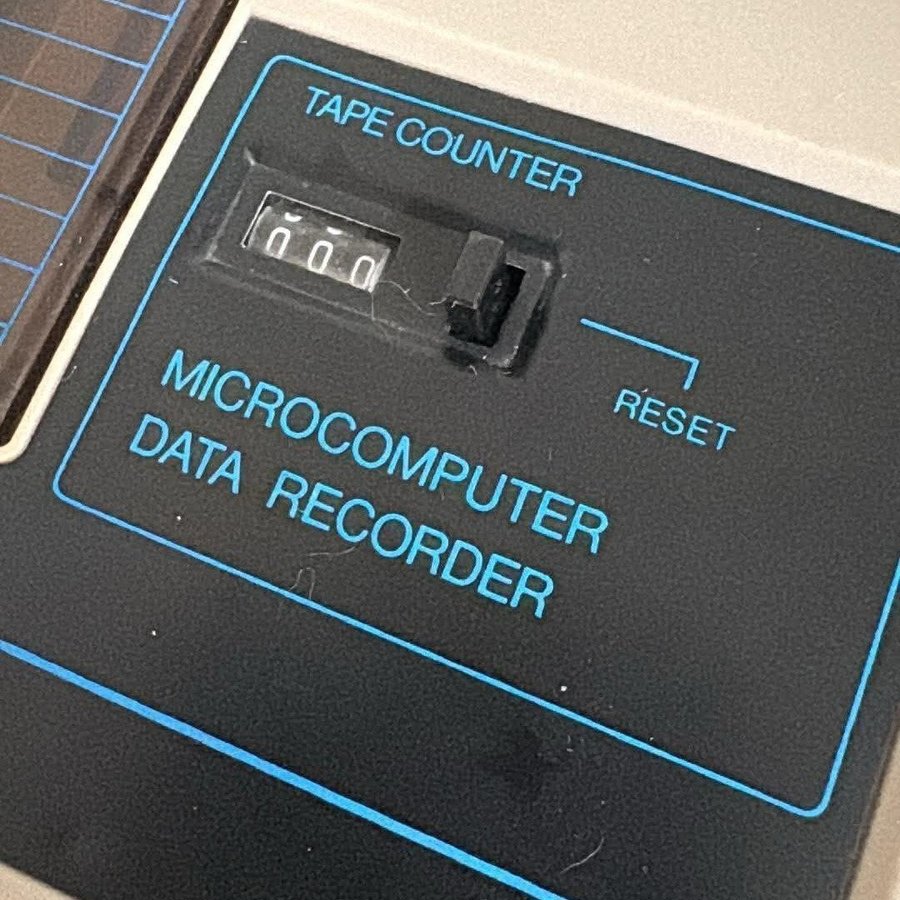 TAPE COUNTER
000
RESET
MICROCOMPUTER
DATA RECORDER